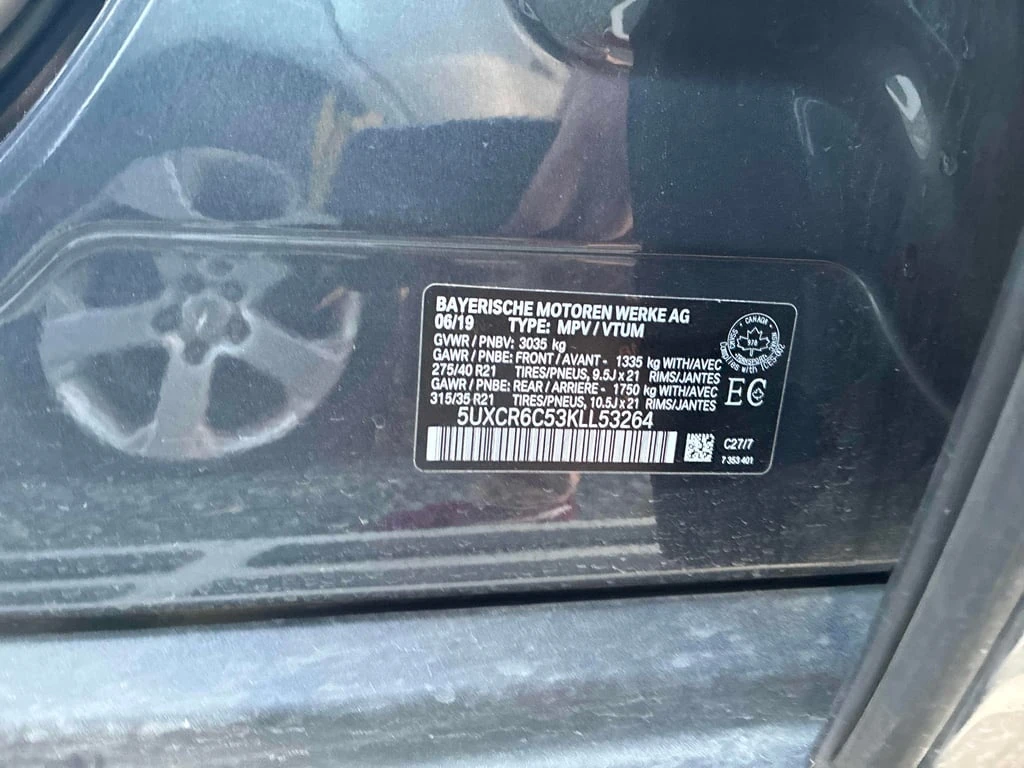 BAYERISCHE MOTOREN WERKE AG
06/19 TYPE: MPV / VTUM
GVWR / PNBV: 3035 kg
GAWR / PNBE: FRONT / AVANT - 1335 kg WITH/AVEC
275/40 R21 TIRES/PNEUS, 9.5J x 21 RIMS/JANTES
GAWR / PNBE: REAR / ARRIERE - 1750 kg WITH/AVEC
315/35 R21 TIRES/PNEUS, 10.5J x 21 RIMS/JANTES
5UXCR6C53KLL53264
CANADA
978
EC
C27/7
7 353 401